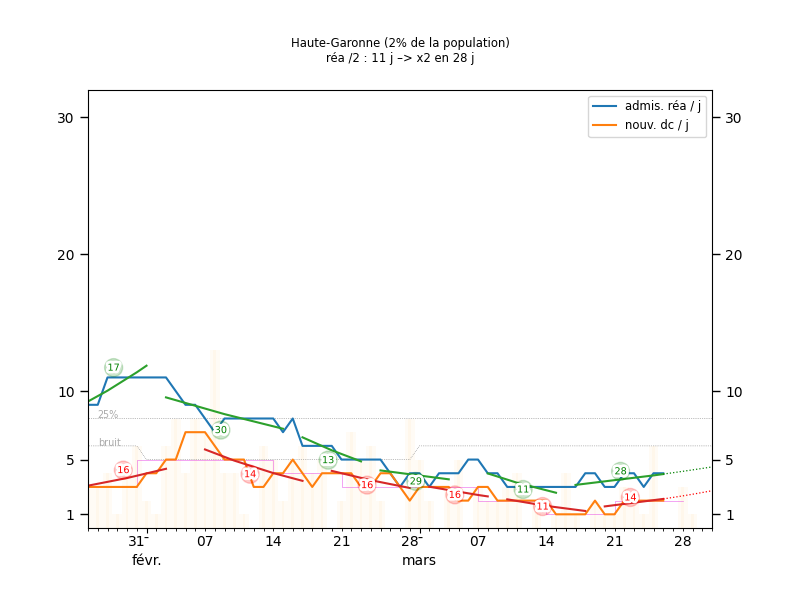 Haute-Garonne (2% de la population)
réa /2 : 11 j –> x2 en 28 j
admis. réa / j
nouv. dc / j
30 30
20 20
10 10
5 5
1 1
25%
bruit
17
16
30
14
13
16
29
16
11
11
28
14
31 07 14 21 28 07 14 21 28
févr. mars